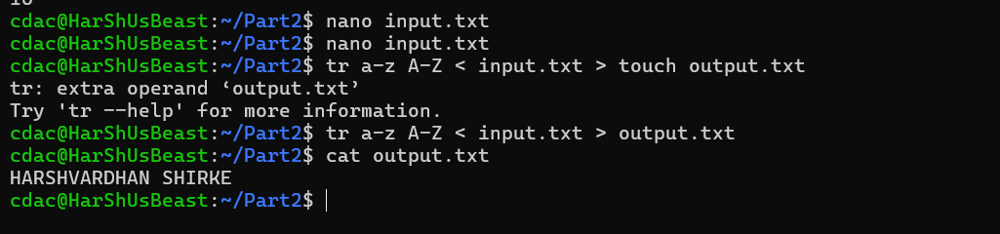 cdac@HarShUsBeast:~/Part2$ nano input.txt
cdac@HarShUsBeast:~/Part2$ nano input.txt
cdac@HarShUsBeast:~/Part2$ tr a-z A-Z < input.txt > touch output.txt
tr: extra operand ‘output.txt’
Try 'tr --help' for more information.
cdac@HarShUsBeast:~/Part2$ tr a-z A-Z < input.txt > output.txt
cdac@HarShUsBeast:~/Part2$ cat output.txt
HARSHVARDHAN SHIRKE
cdac@HarShUsBeast:~/Part2$